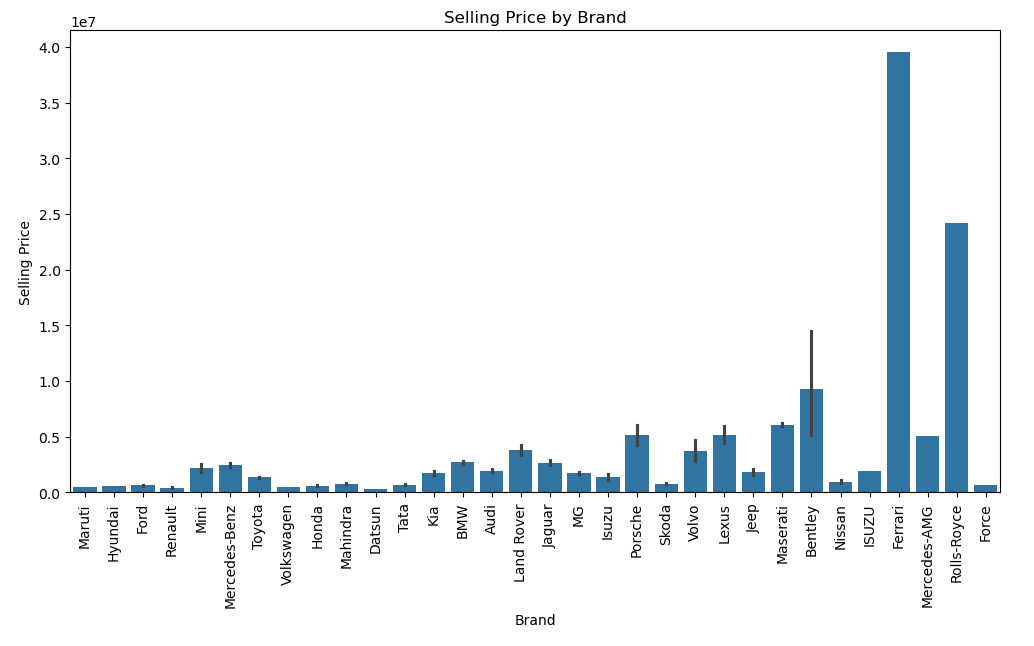 Selling Price by Brand
1e7
4.0
3.5
3.0
2.5
2.0
1.5
1.0
0.5
0.0
Selling Price
Maruti
Hyundai
Ford
Renault
Mini
Mercedes-Benz
Toyota
Volkswagen
Honda
Mahindra
Datsun
Tata
Kia
BMW
Audi
Land Rover
Jaguar
MG
Isuzu
Porsche
Skoda
Volvo
Lexus
Jeep
Maserati
Bentley
Nissan
ISUZU
Ferrari
Mercedes-AMG
Rolls-Royce
Force
Brand